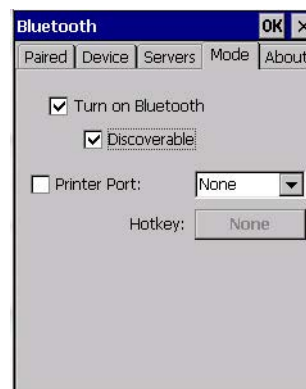 Bluetooth OK ×
Paired Device Servers Mode About
Turn on Bluetooth
Discoverable
Printer Port: None
Hotkey: None